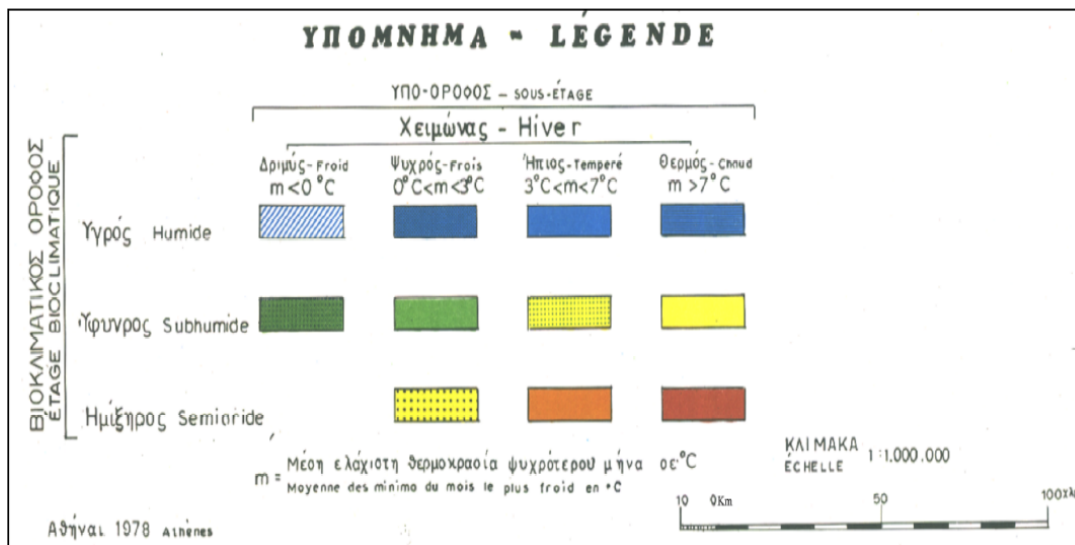 ΥΠΟΜΝΗΜΑ - LÉGENDE
ΥΠΟ-ΟΡΟΦΟΣ - SOUS-ÉTAGE
Χειμώνας - Hiver
Δριμύς-Froid Ψυχρός-Frais Ήπιος-Temperé Θερμός-Chaud
m<0 °C 0°C<m<3°C 3°C<m<7°C m >7°C
ΒΙΟΚΛΙΜΑΤΙΚΟΣ ΟΡΟΦΟΣ
ÉTAGE BIOCLIMATIQUE
Υγρός Humide
Ύφυγρος Subhumide
Ημίξηρος Semiaride
m = Μέση ελάχιστη θερμοκρασία ψυχρότερου μήνα σε °C
Moyenne des minima du mois le plus froid en °C
ΚΛΙΜΑΚΑ
ÉCHELLE 1:1.000.000
10 0Km 50 100χλμ
Αθήναι 1978 Athènes